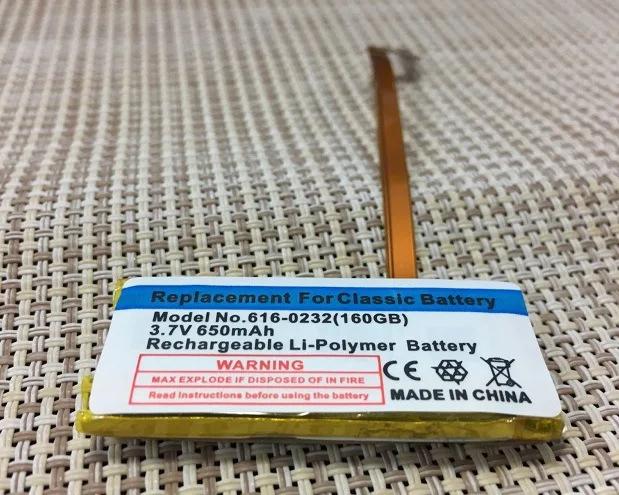 Replacement For Classic Battery
Model No.616-0232(160GB)
3.7V 650mAh
Rechargeable Li-Polymer Battery
WARNING
MAX EXPLODE IF DISPOSED OF IN FIRE
Read instructions before using the battery
CE
MADE IN CHINA